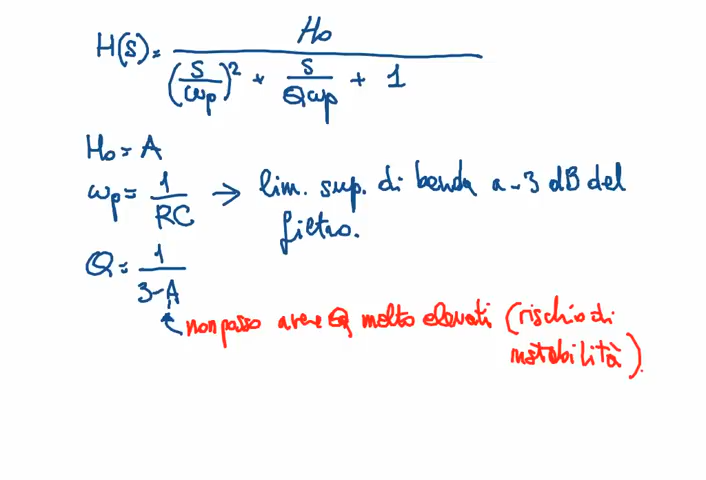 H(s) = H₀ / ((s/ωp)² + s/(Qωp) + 1)
H₀ = A
ωp = 1/RC → lim. sup. di banda a -3 dB del
filtro.
Q = 1/(3-A)
non posso avere Q molto elevati (rischio di
instabilità).